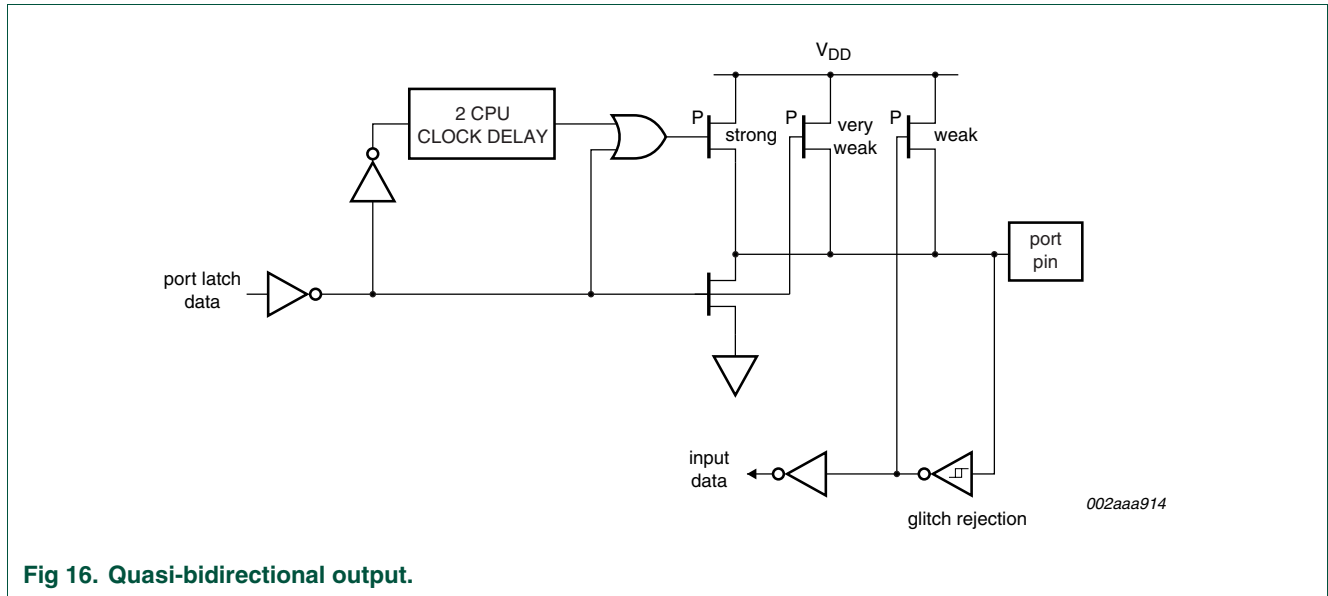 VDD
2 CPU
CLOCK DELAY
P
strong
P
very
weak
P
weak
port
pin
port latch
data
input
data
glitch rejection
002aaa914
Fig 16. Quasi-bidirectional output.